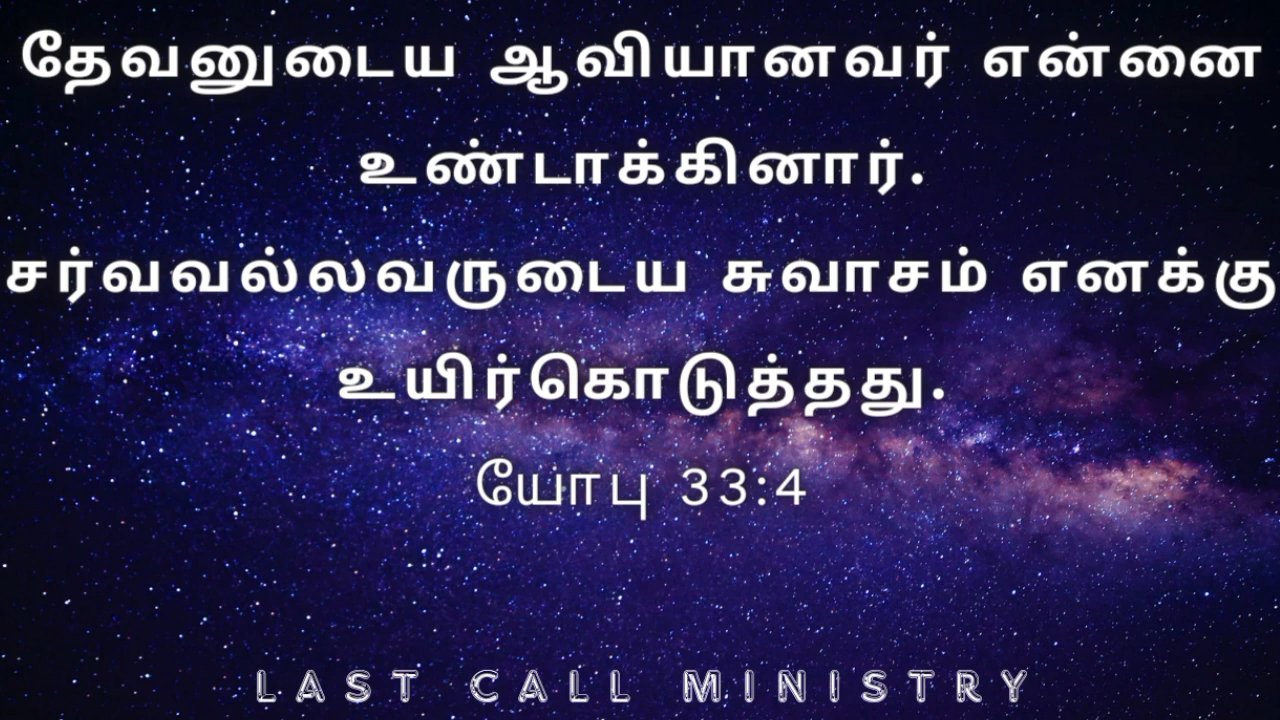 தேவனுடைய ஆவியானவர் என்னை
உண்டாக்கினார்.
சர்வவல்லவருடைய சுவாசம் எனக்கு
உயிர்கொடுத்தது.
யோபு 33:4
LAST CALL MINISTRY